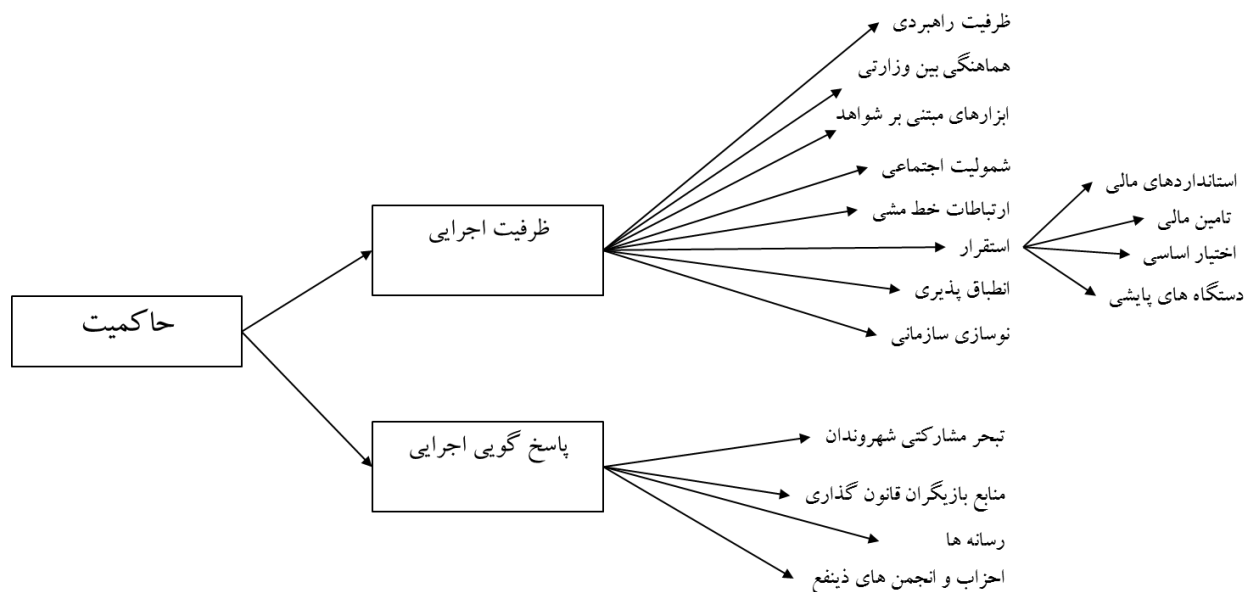 حاکمیت
ظرفیت اجرایی
ظرفیت راهبردی
هماهنگی بین وزارتی
ابزارهای مبتنی بر شواهد
شمولیت اجتماعی
ارتباطات خط مشی
استقرار
استانداردهای مالی
تامین مالی
اختیار اساسی
دستگاه های پایشی
انطباق پذیری
نوسازی سازمانی
پاسخ گویی اجرایی
تبحر مشارکتی شهروندان
منابع بازیگران قانون گذاری
رسانه ها
احزاب و انجمن های ذینفع